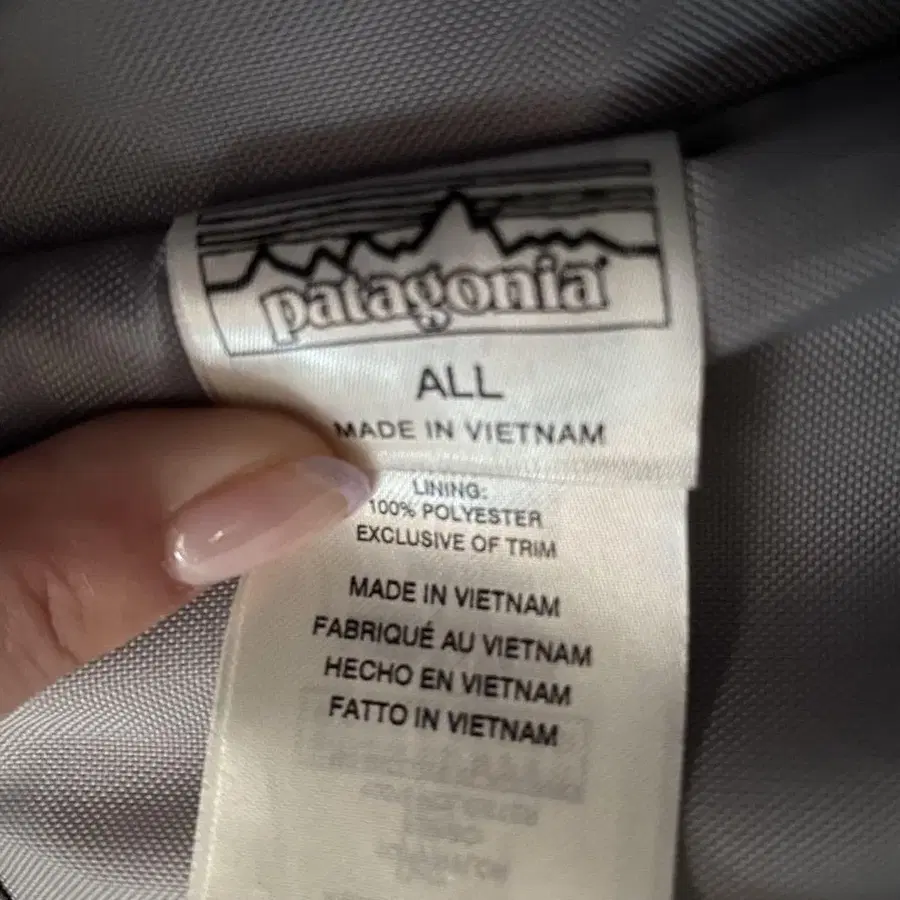 patagonia
ALL
MADE IN VIETNAM
LINING:
100% POLYESTER
EXCLUSIVE OF TRIM
MADE IN VIETNAM
FABRIQUÉ AU VIETNAM
HECHO EN VIETNAM
FATTO IN VIETNAM